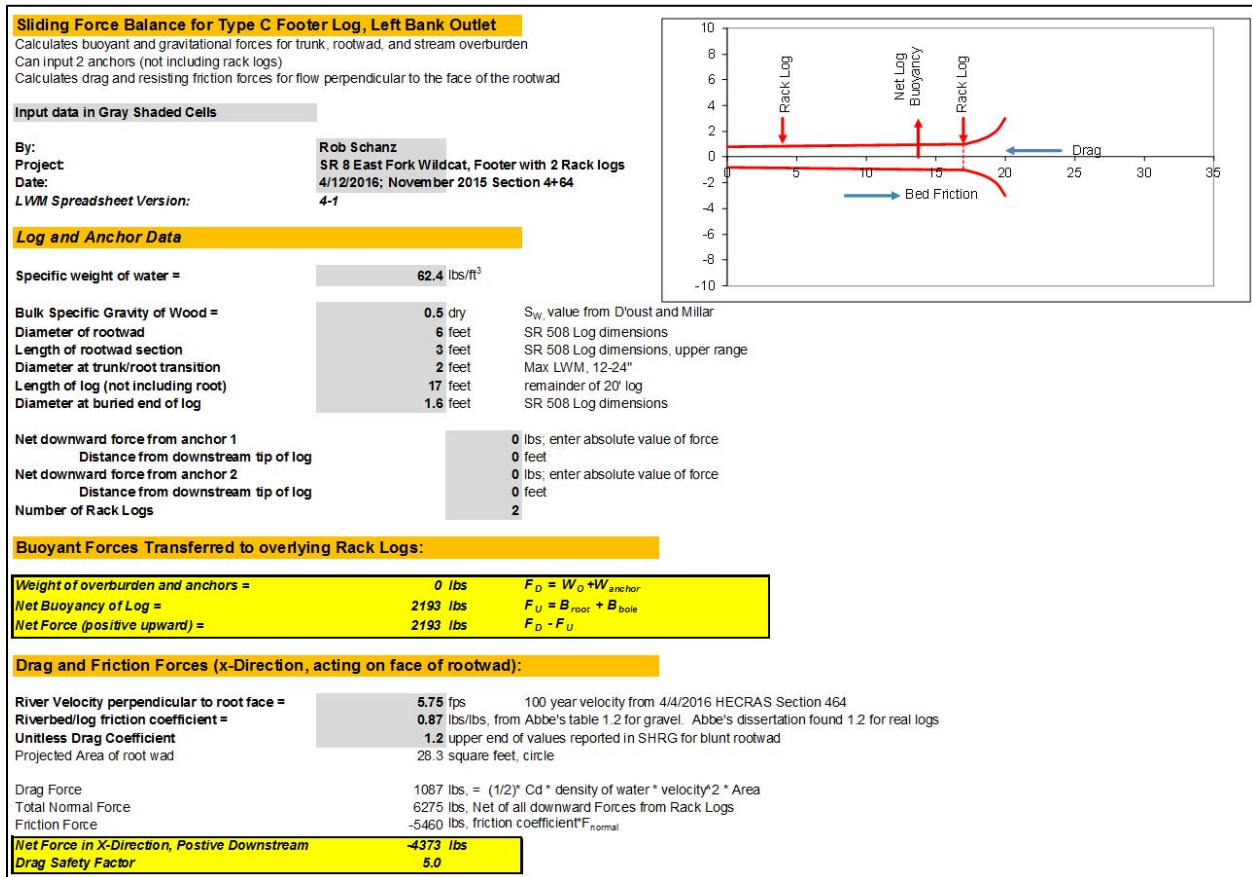 Sliding Force Balance for Type C Footer Log, Left Bank Outlet
Calculates buoyant and gravitational forces for trunk, rootwad, and stream overburden
Can input 2 anchors (not including rack logs)
Calculates drag and resisting friction forces for flow perpendicular to the face of the rootwad
Input data in Gray Shaded Cells
By: Rob Schanz
Project: SR 8 East Fork Wildcat, Footer with 2 Rack logs
Date: 4/12/2016; November 2015 Section 4+64
LWM Spreadsheet Version: 4-1
10
8
6
4
2
0
-2
-4
-6
-8
-10
0 5 10 15 20 25 30 35
Rack Log
Net Log Buoyancy
Rack Log
Drag
Bed Friction
Log and Anchor Data
Specific weight of water = 62.4 lbs/ft³
Bulk Specific Gravity of Wood = 0.5 dry S_W, value from D'oust and Millar
Diameter of rootwad 6 feet SR 508 Log dimensions
Length of rootwad section 3 feet SR 508 Log dimensions, upper range
Diameter at trunk/root transition 2 feet Max LWM, 12-24"
Length of log (not including root) 17 feet remainder of 20' log
Diameter at buried end of log 1.6 feet SR 508 Log dimensions
Net downward force from anchor 1 0 lbs; enter absolute value of force
Distance from downstream tip of log 0 feet
Net downward force from anchor 2 0 lbs; enter absolute value of force
Distance from downstream tip of log 0 feet
Number of Rack Logs 2
Buoyant Forces Transferred to overlying Rack Logs:
Weight of overburden and anchors = 0 lbs F_D = W_O +W_anchor
Net Buoyancy of Log = 2193 lbs F_U = B_root + B_bole
Net Force (positive upward) = 2193 lbs F_D - F_U
Drag and Friction Forces (x-Direction, acting on face of rootwad):
River Velocity perpendicular to root face = 5.75 fps 100 year velocity from 4/4/2016 HECRAS Section 464
Riverbed/log friction coefficient = 0.87 lbs/lbs, from Abbe's table 1.2 for gravel. Abbe's dissertation found 1.2 for real logs
Unitless Drag Coefficient 1.2 upper end of values reported in SHRG for blunt rootwad
Projected Area of root wad 28.3 square feet, circle
Drag Force 1087 lbs, = (1/2)* Cd * density of water * velocity^2 * Area
Total Normal Force 6275 lbs, Net of all downward Forces from Rack Logs
Friction Force -5460 lbs, friction coefficient*F_normal
Net Force in X-Direction, Postive Downstream -4373 lbs
Drag Safety Factor 5.0